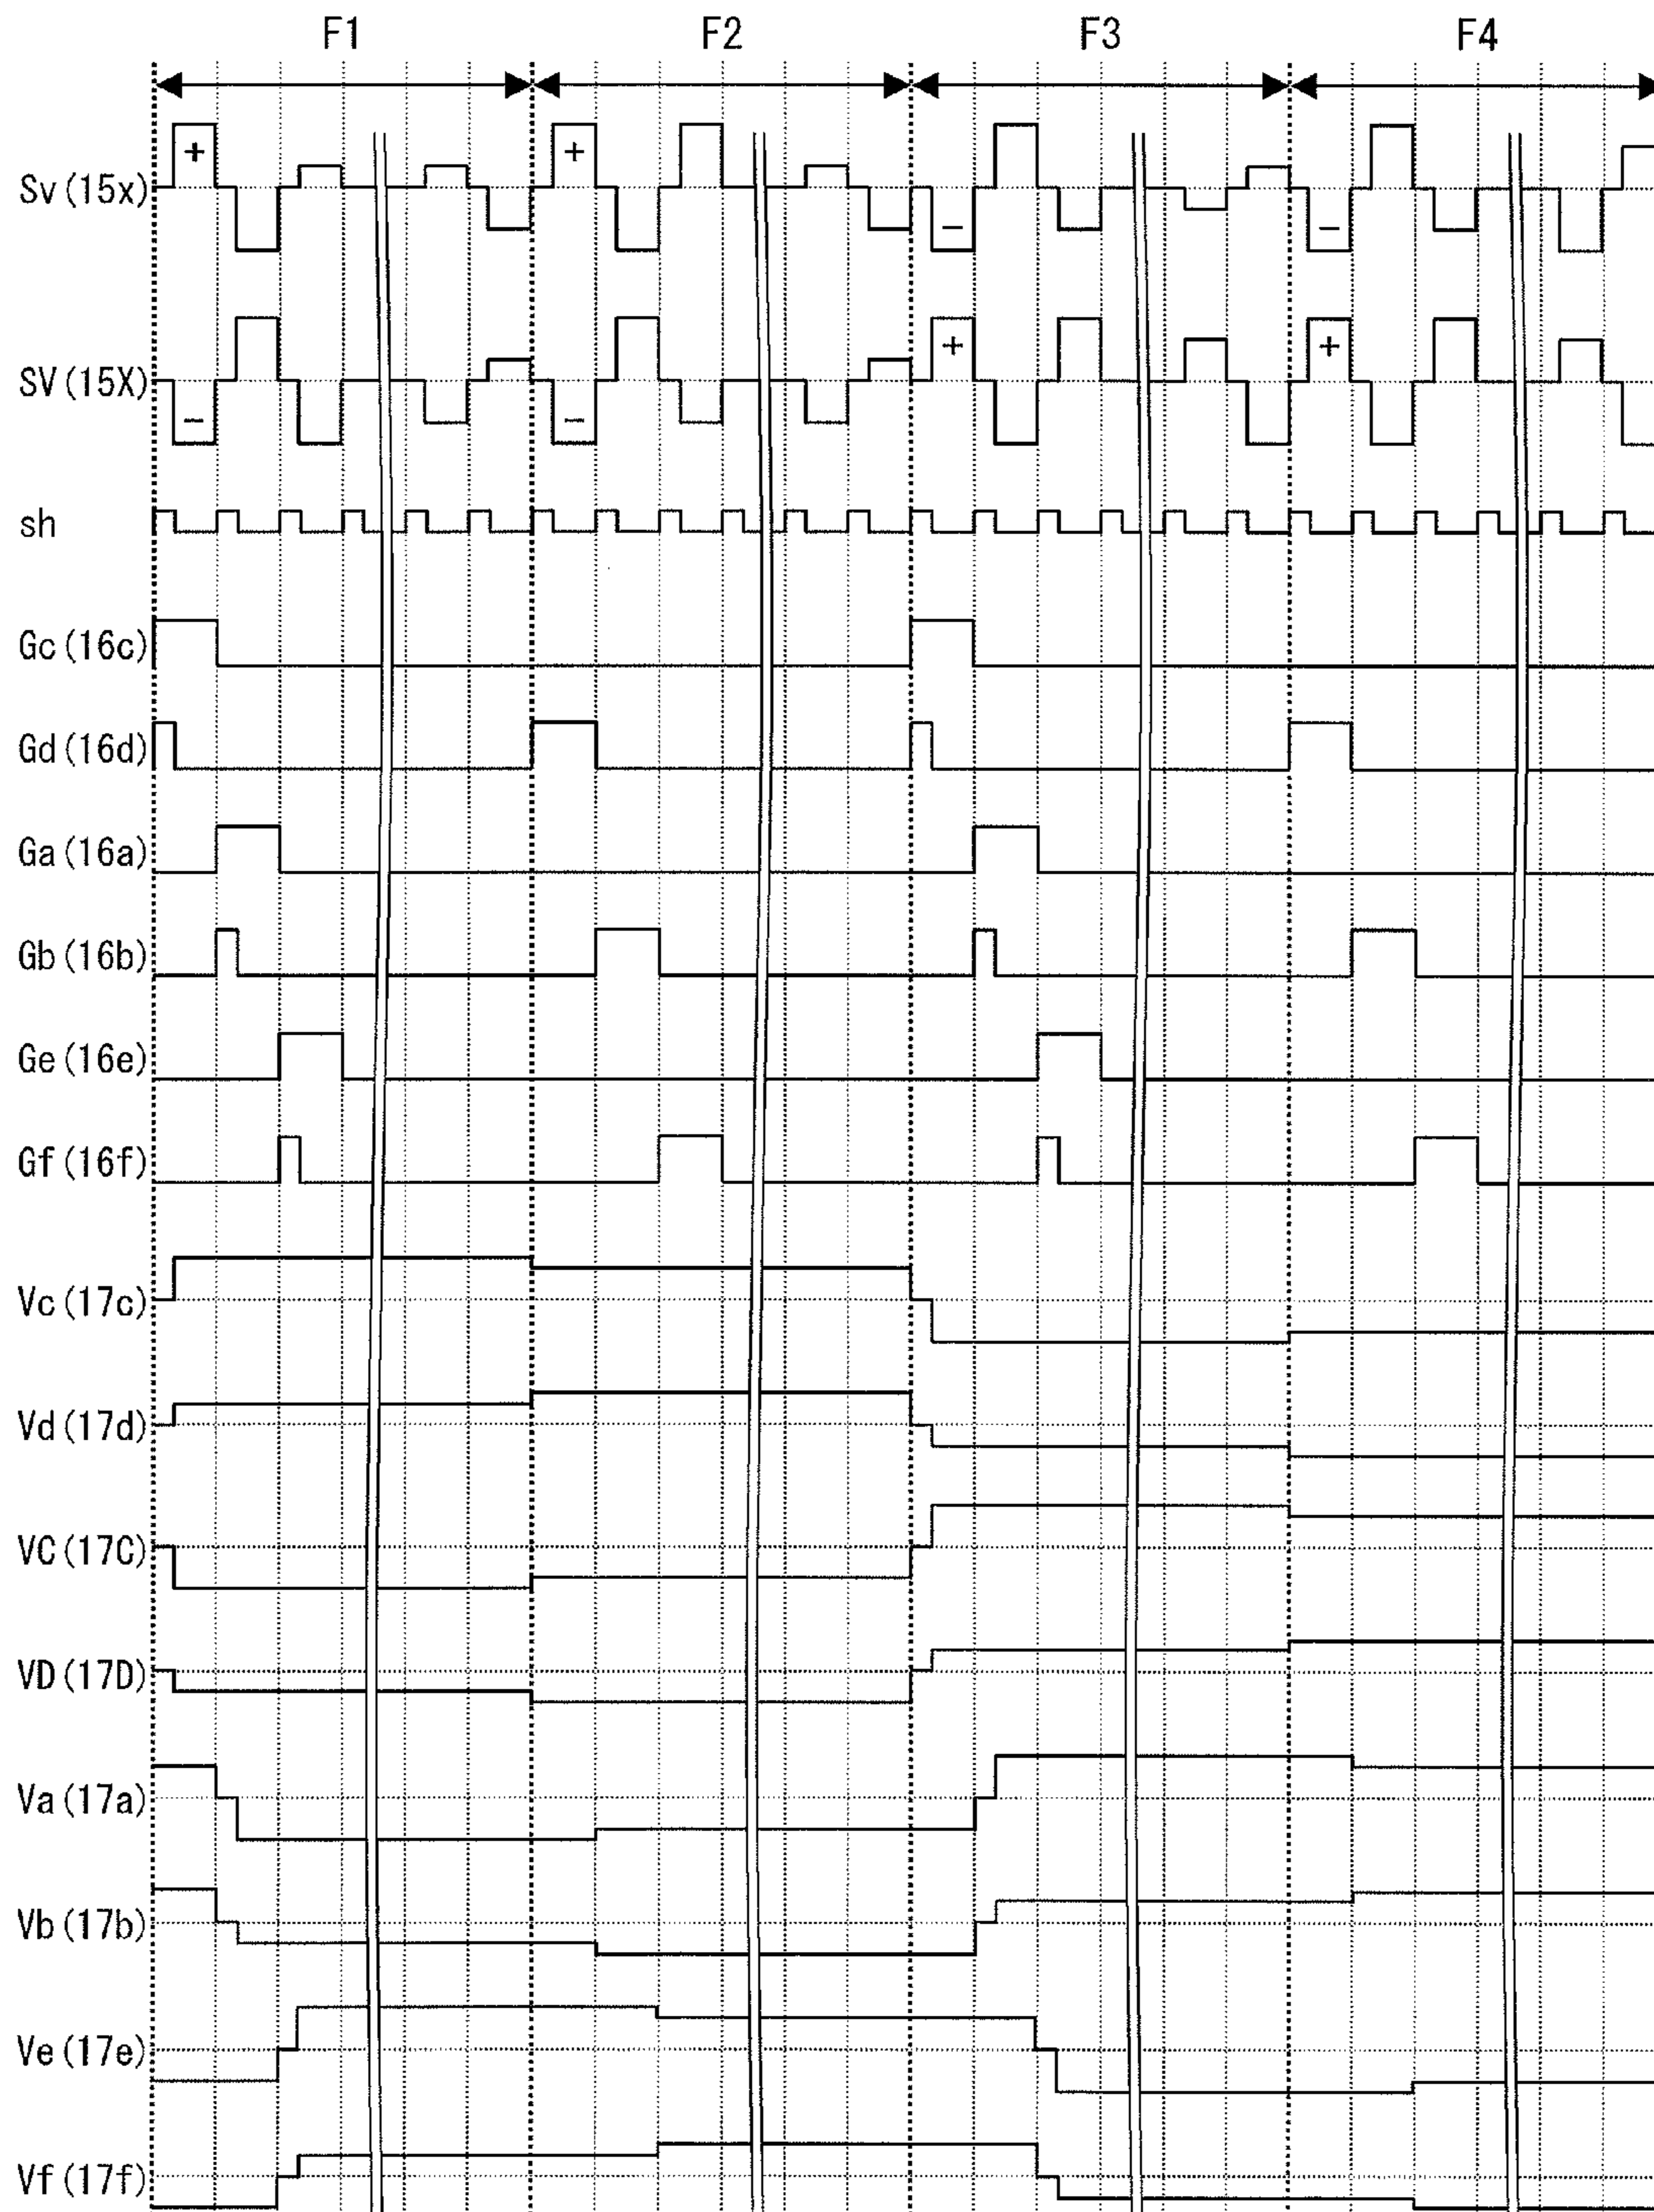 F1 F2 F3 F4
Sv(15x) + + - -
SV(15X) - - + +
sh
Gc(16c)
Gd(16d)
Ga(16a)
Gb(16b)
Ge(16e)
Gf(16f)
Vc(17c)
Vd(17d)
VC(17C)
VD(17D)
Va(17a)
Vb(17b)
Ve(17e)
Vf(17f)